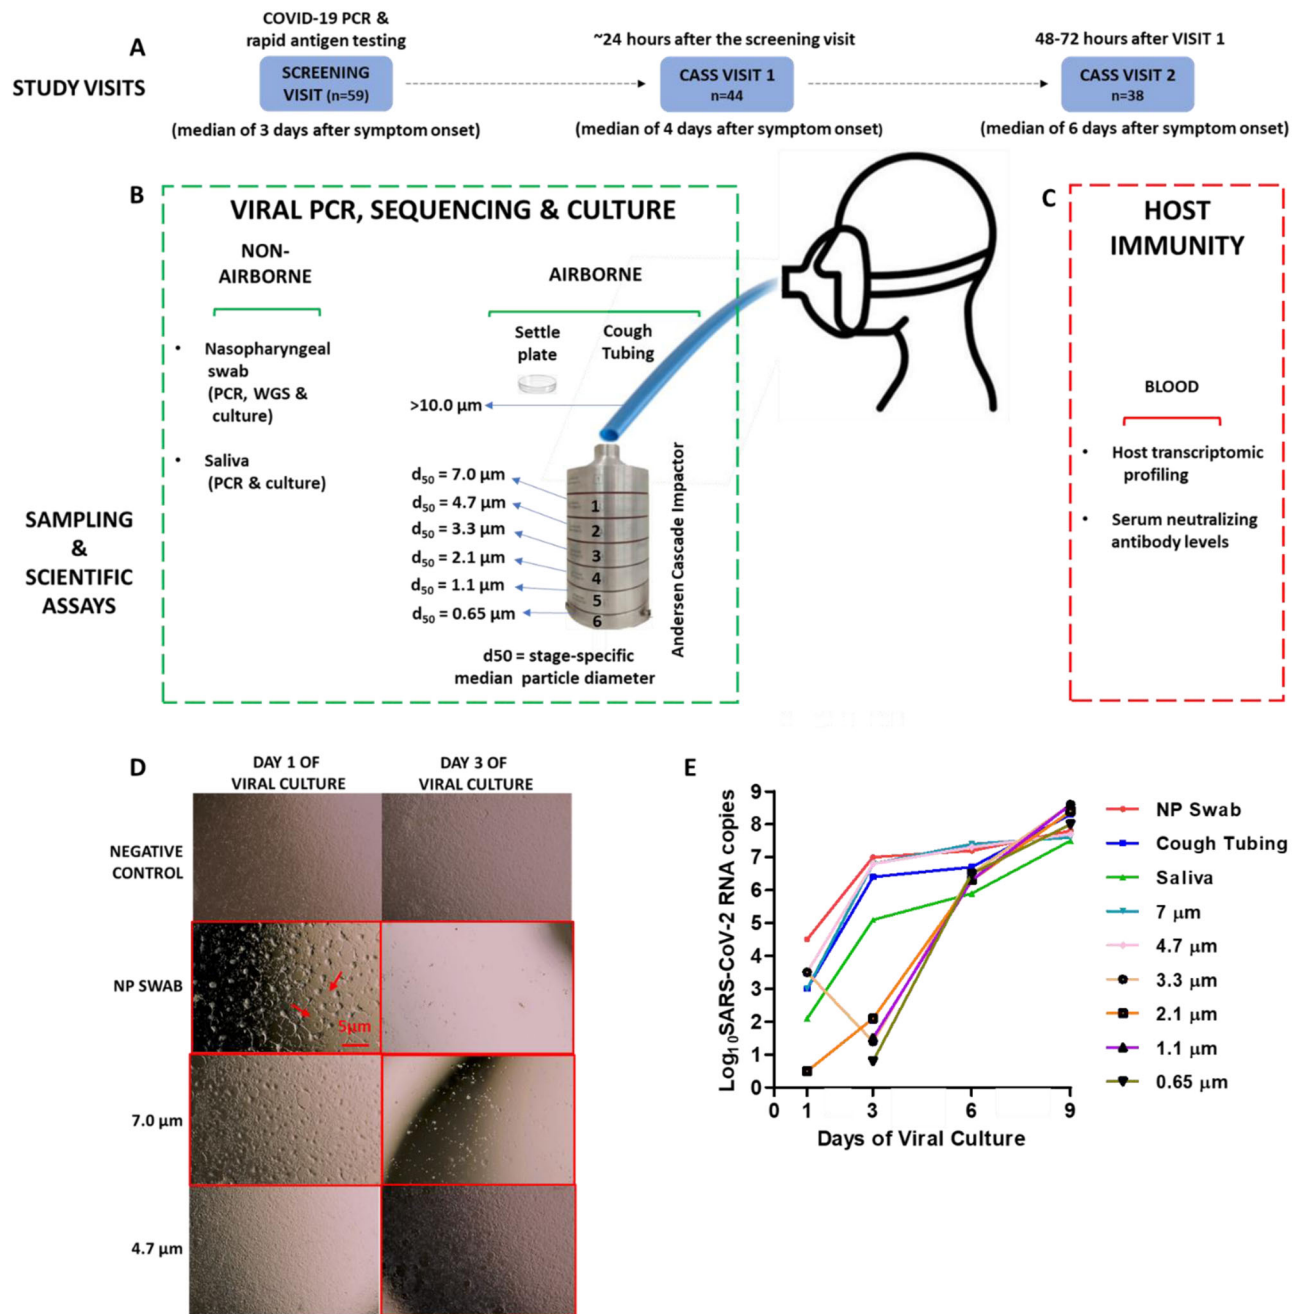 A
STUDY VISITS
COVID-19 PCR &
rapid antigen testing
SCREENING
VISIT (n=59)
(median of 3 days after symptom onset)
~24 hours after the screening visit
CASS VISIT 1
n=44
(median of 4 days after symptom onset)
48-72 hours after VISIT 1
CASS VISIT 2
n=38
(median of 6 days after symptom onset)
SAMPLING
&
SCIENTIFIC
ASSAYS
B
VIRAL PCR, SEQUENCING & CULTURE
NON-
AIRBORNE
• Nasopharyngeal
swab
(PCR, WGS &
culture)
• Saliva
(PCR & culture)
AIRBORNE
Settle
plate
Cough
Tubing
>10.0 µm
d50 = 7.0 µm
d50 = 4.7 µm
d50 = 3.3 µm
d50 = 2.1 µm
d50 = 1.1 µm
d50 = 0.65 µm
1
2
3
4
5
6
Andersen Cascade Impactor
d50 = stage-specific
median particle diameter
C
HOST
IMMUNITY
BLOOD
• Host transcriptomic
profiling
• Serum neutralizing
antibody levels
D
DAY 1 OF
VIRAL CULTURE
DAY 3 OF
VIRAL CULTURE
NEGATIVE
CONTROL
NP SWAB
5µm
7.0 µm
4.7 µm
E
Log10SARS-CoV-2 RNA copies
9
8
7
6
5
4
3
2
1
0
0 1 3 6 9
Days of Viral Culture
NP Swab
Cough Tubing
Saliva
7 µm
4.7 µm
3.3 µm
2.1 µm
1.1 µm
0.65 µm